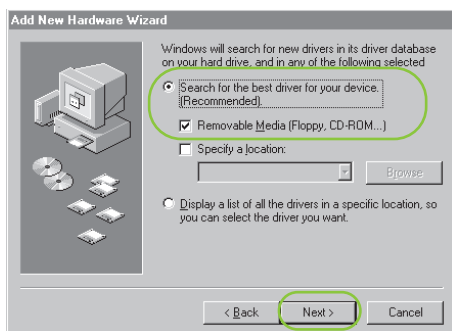 Add New Hardware Wizard
Windows will search for new drivers in its driver database
on your hard drive, and in any of the following selected
Search for the best driver for your device.
(Recommended).
Removable Media (Floppy, CD-ROM...)
Specify a location:
Browse
Display a list of all the drivers in a specific location, so
you can select the driver you want.
< Back
Next >
Cancel